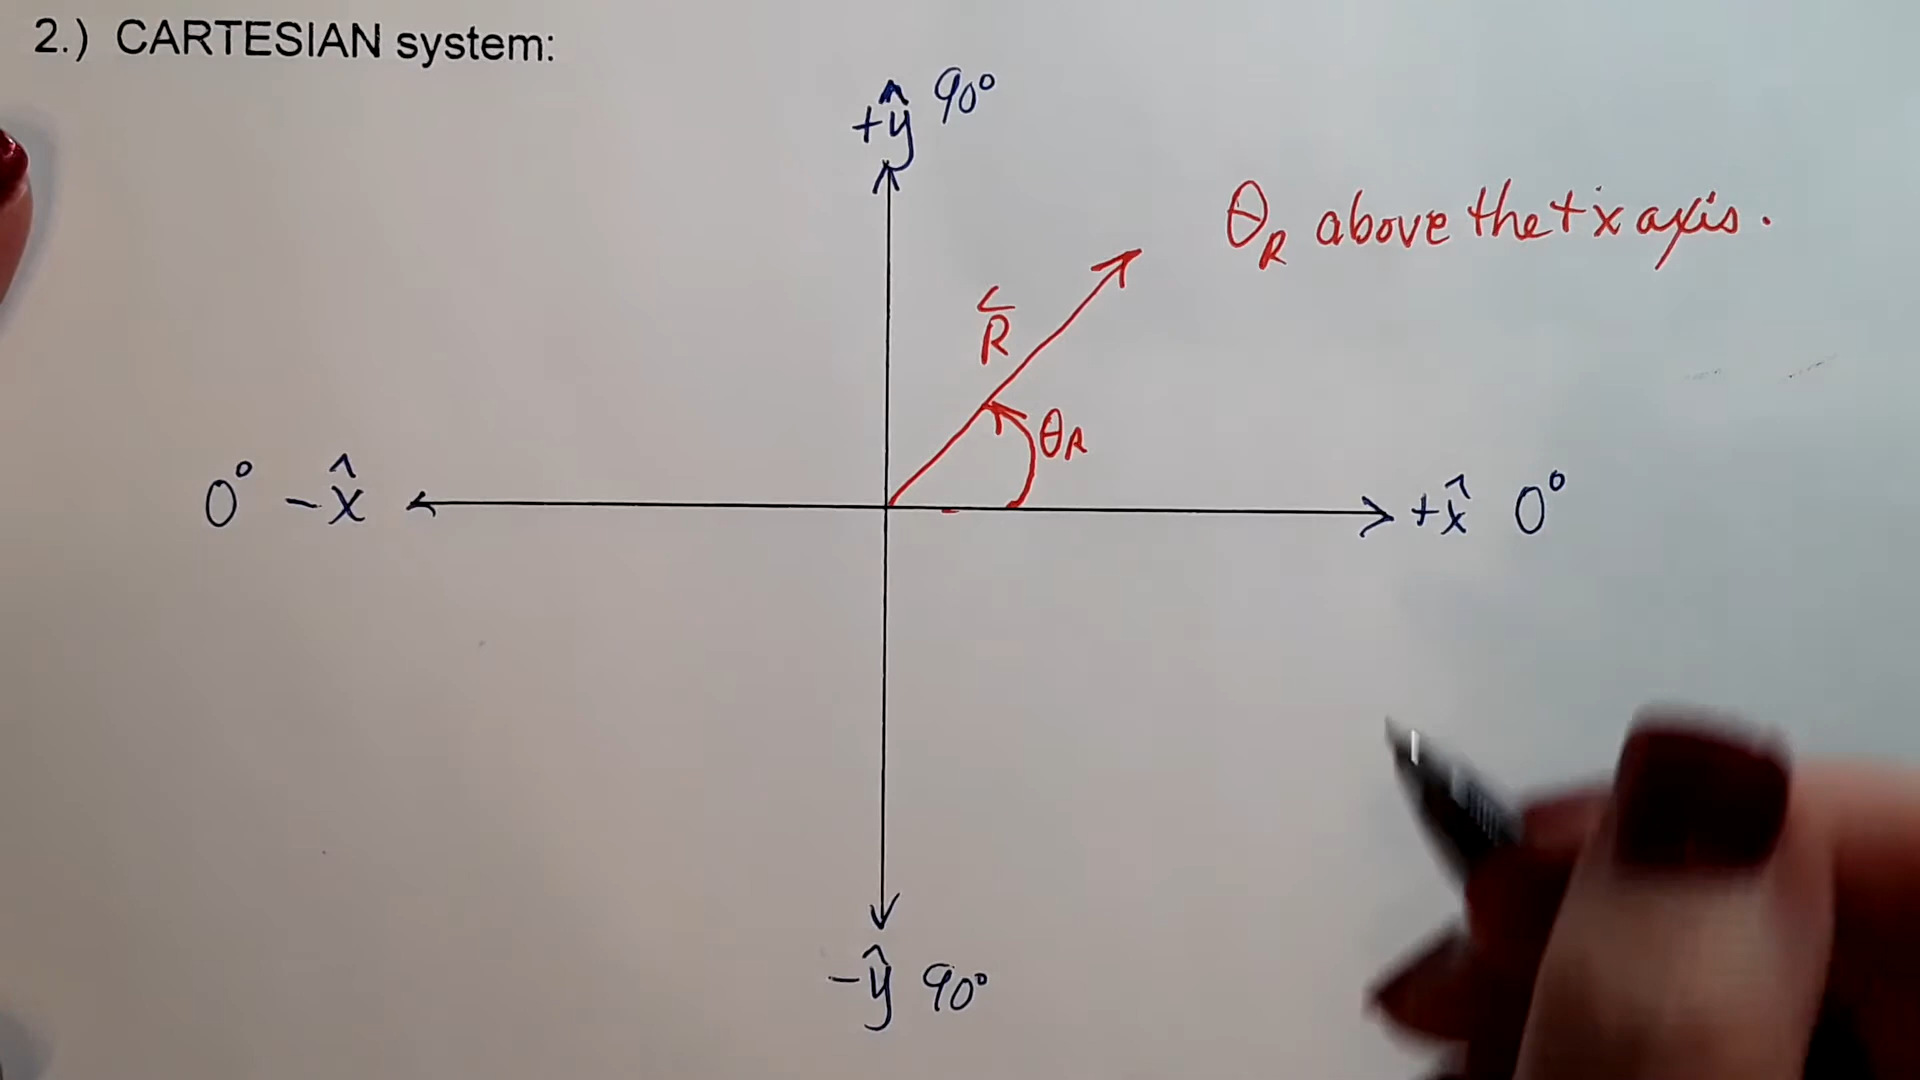 2.) CARTESIAN system:
+ŷ 90°
θR above the +x axis.
R
θR
0° -x̂
+x̂ 0°
-ŷ 90°